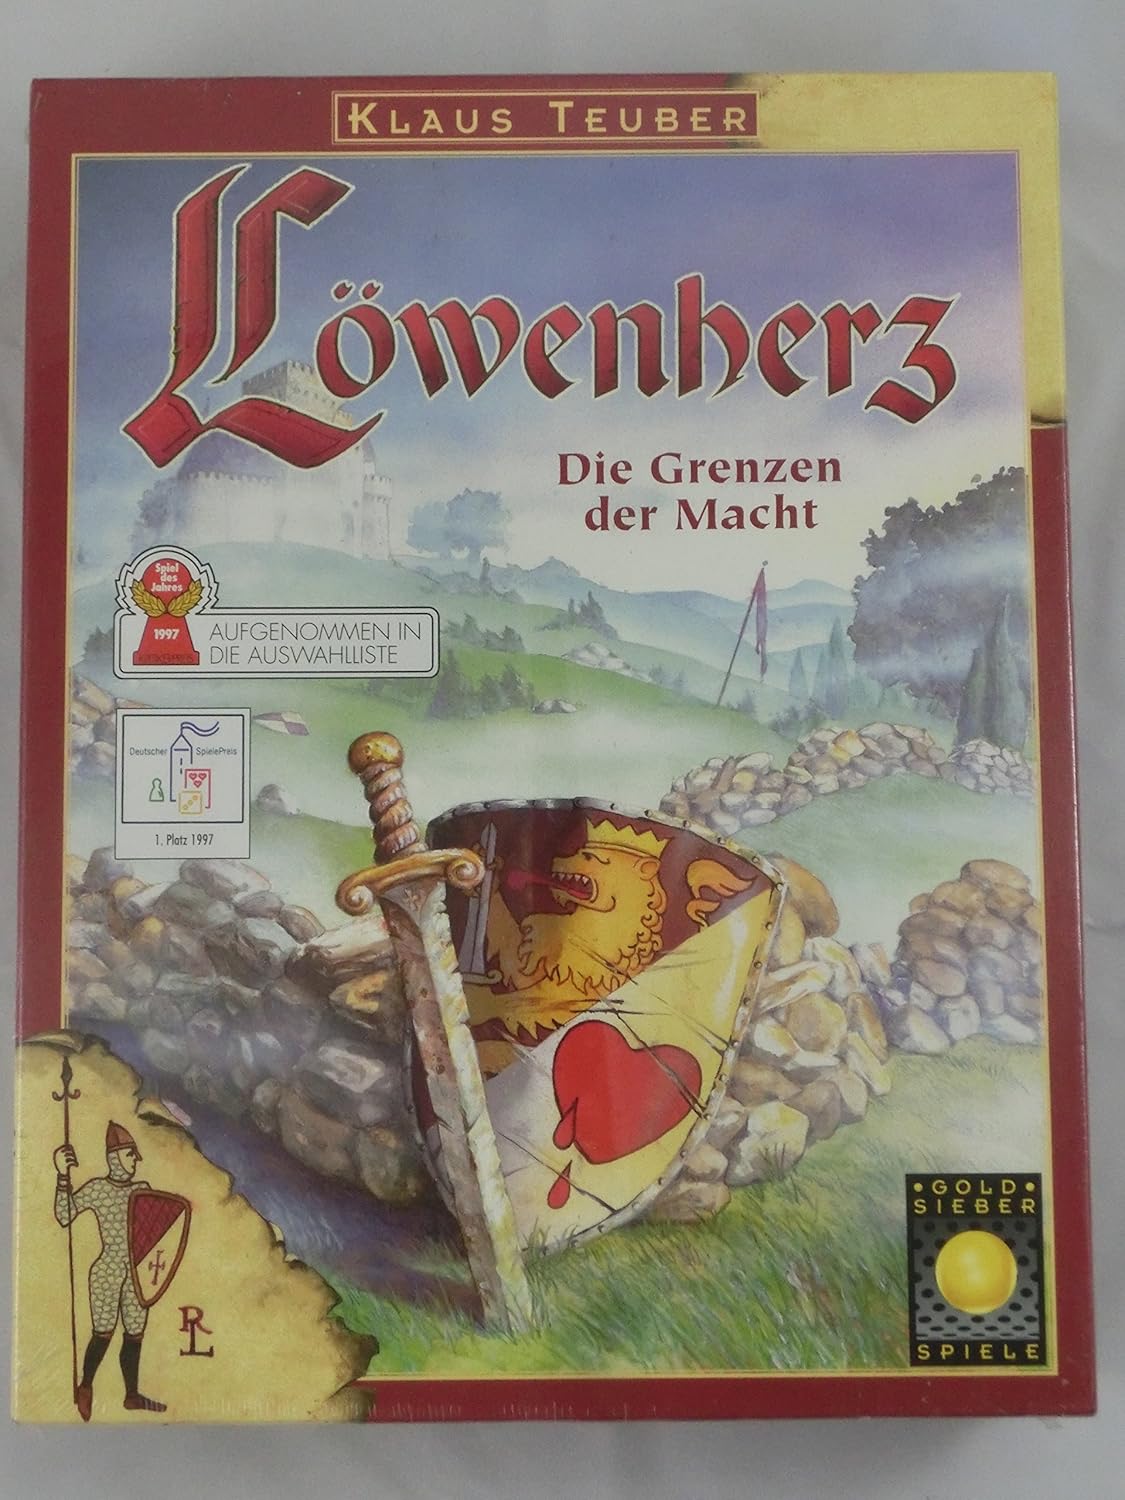 KLAUS TEUBER
Löwenherz
Die Grenzen
der Macht
Spiel
des
Jahres
1997
AUFGENOMMEN IN
DIE AUSWAHLLISTE
Deutscher SpielePreis
1. Platz 1997
RL
GOLD
SIEBER
SPIELE